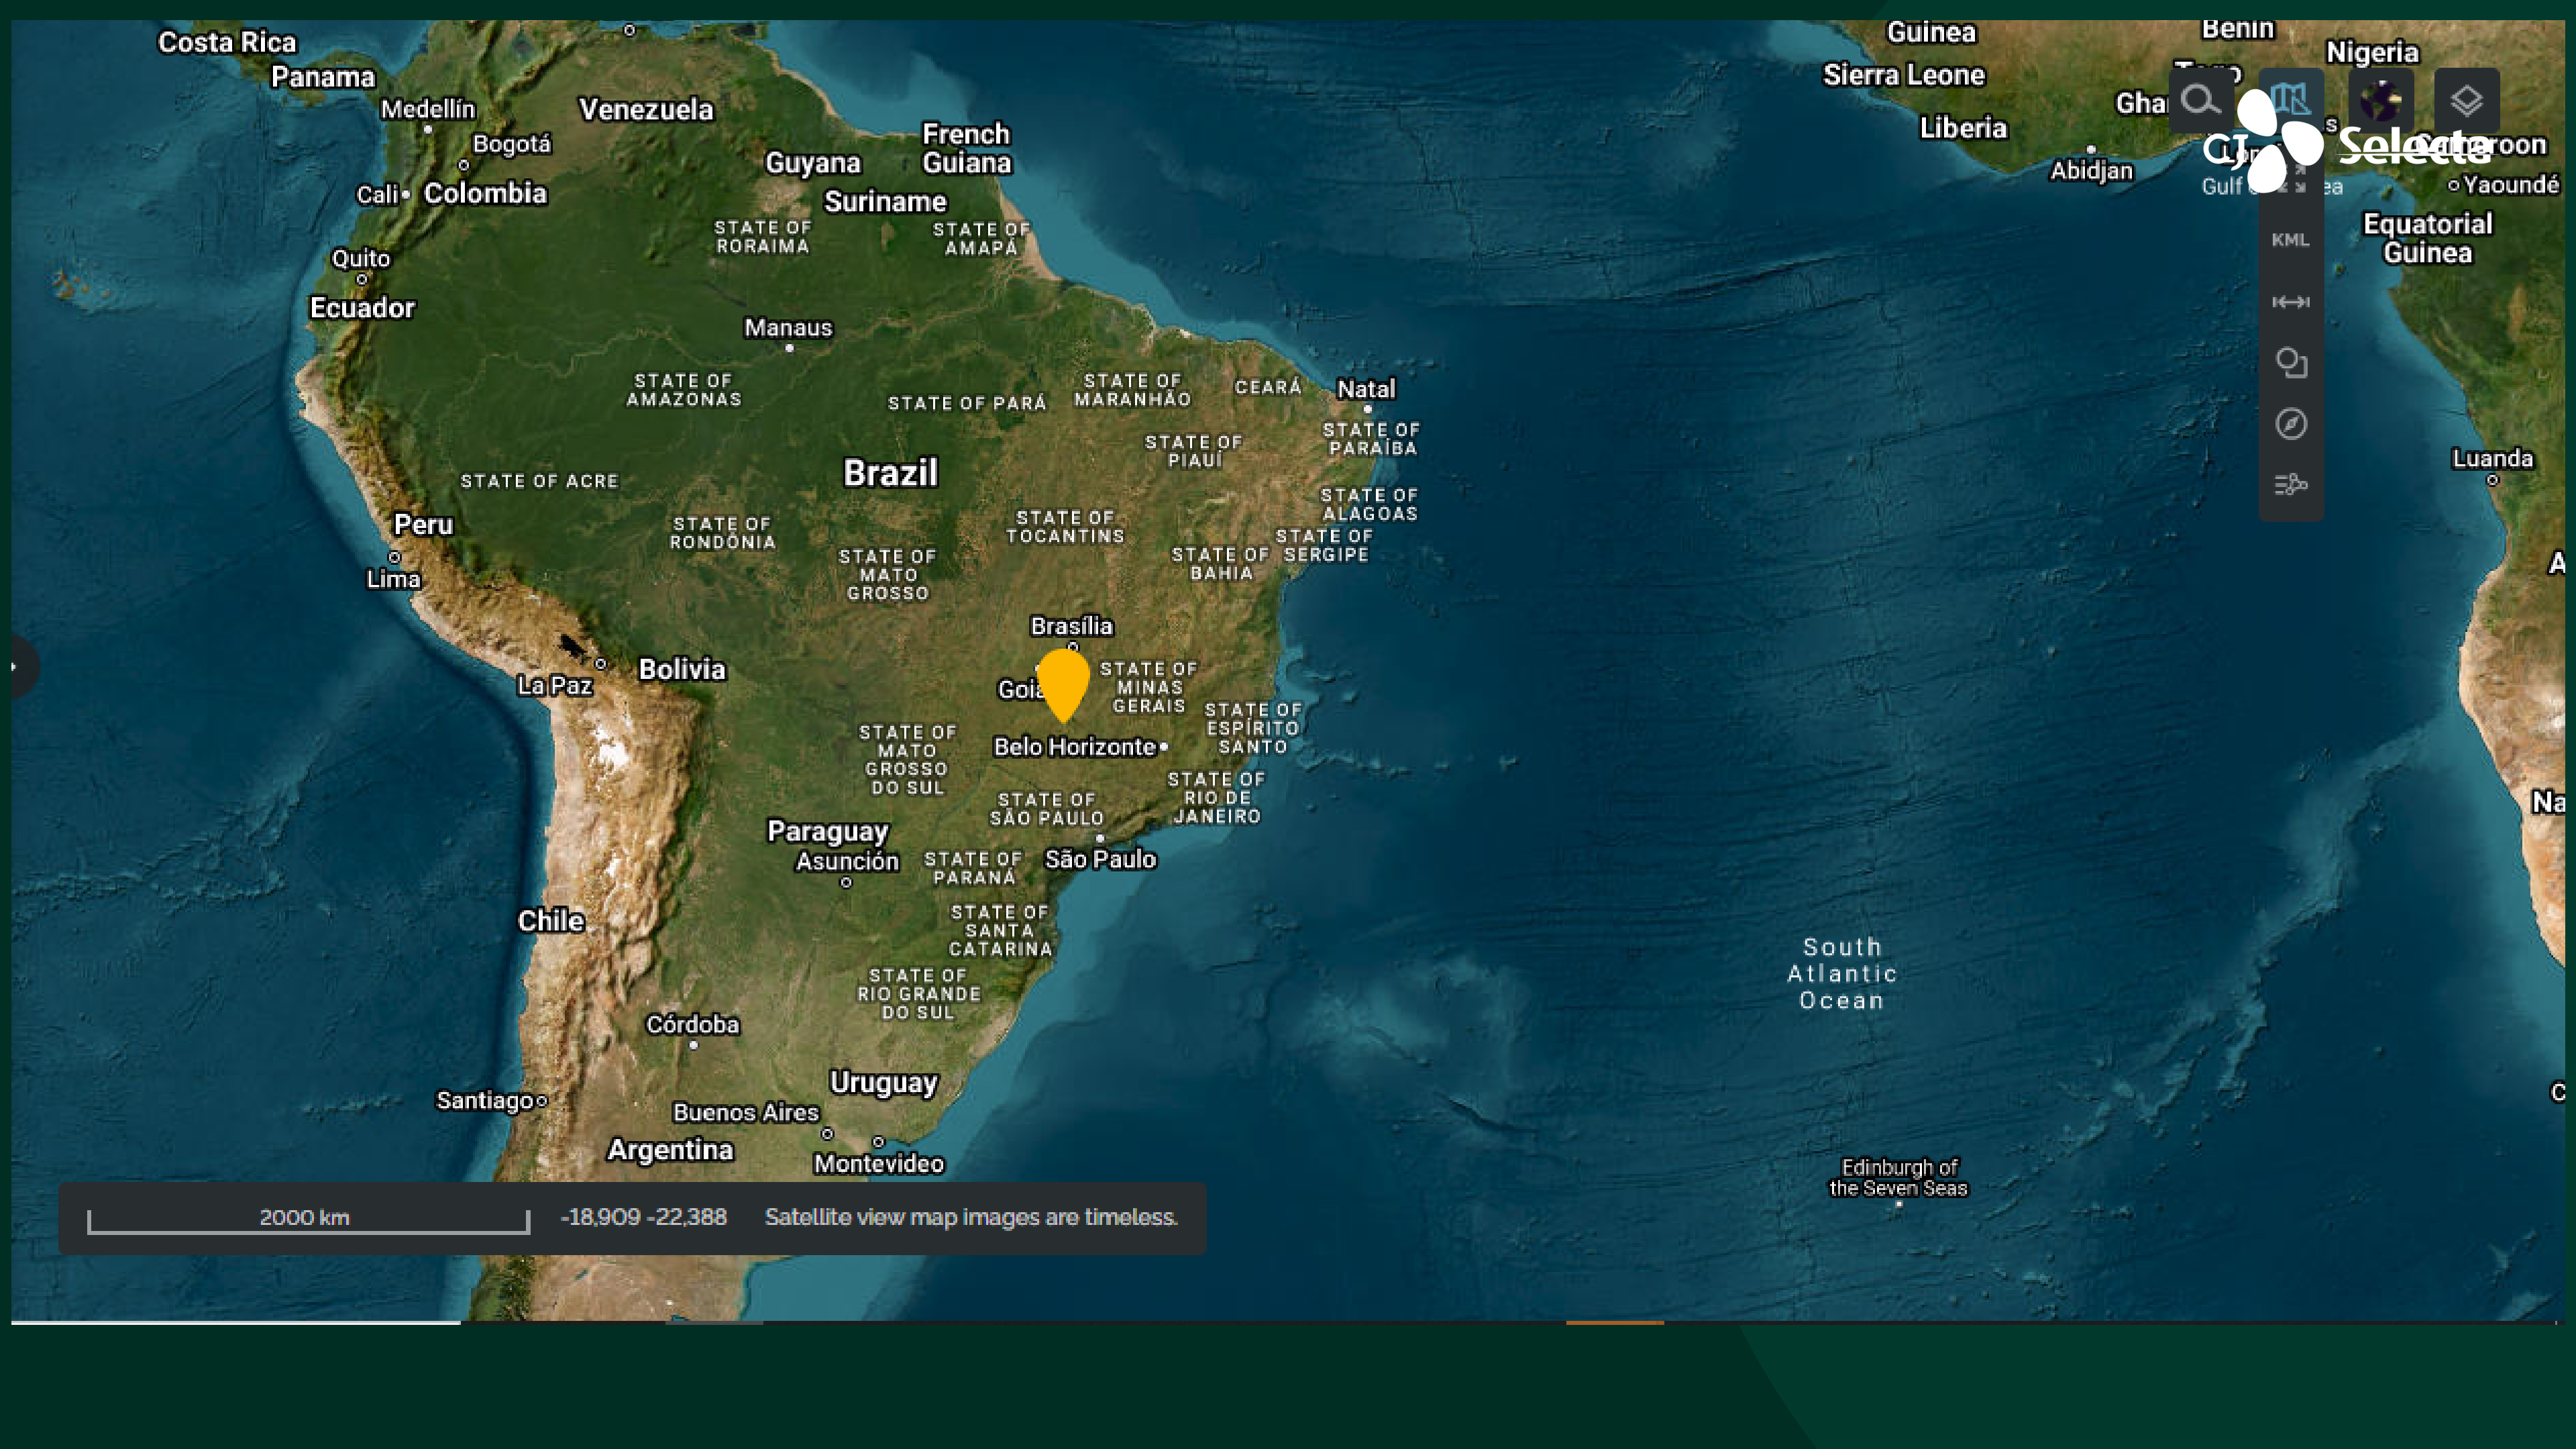 Costa Rica
Panama
Medellín
Bogotá
Cali
Colombia
Venezuela
Guyana
French
Guiana
Suriname
STATE OF
RORAIMA
STATE OF
AMAPÁ
Quito
Ecuador
Manaus
STATE OF
AMAZONAS
STATE OF PARÁ
STATE OF
MARANHÃO
CEARÁ
Natal
STATE OF
PARAÍBA
STATE OF
PIAUÍ
Brazil
STATE OF ACRE
STATE OF
ALAGOAS
Peru
Lima
STATE OF
RONDÔNIA
STATE OF
MATO
GROSSO
STATE OF
TOCANTINS
STATE OF
BAHIA
STATE OF
SERGIPE
Brasília
La Paz
Bolivia
Goiâ
STATE OF
MINAS
GERAIS
STATE OF
ESPÍRITO
SANTO
Belo Horizonte
STATE OF
MATO
GROSSO
DO SUL
STATE OF
RIO DE
JANEIRO
STATE OF
SÃO PAULO
São Paulo
Paraguay
Asunción
STATE OF
PARANÁ
Chile
STATE OF
SANTA
CATARINA
STATE OF
RIO GRANDE
DO SUL
Córdoba
Uruguay
Santiago
Buenos Aires
Argentina
Montevideo
Guinea
Sierra Leone
Liberia
Abidjan
Benin
Nigeria
CJ Selecta
Yaoundé
Equatorial
Guinea
KML
Luanda
South
Atlantic
Ocean
Edinburgh of
the Seven Seas
2000 km
-18,909 -22,388
Satellite view map images are timeless.